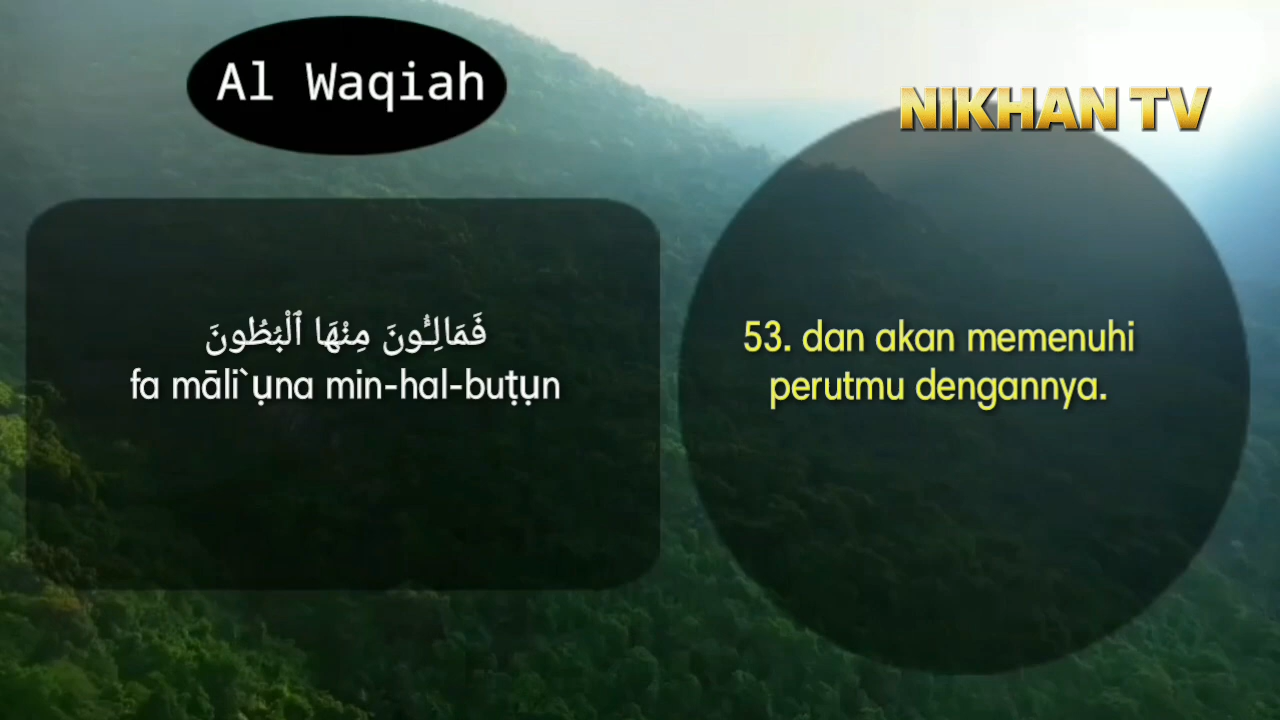 Al Waqiah
NIKHAN TV
فَمَالِـُٔونَ مِنْهَا ٱلْبُطُونَ
fa māli`ụna min-hal-buṭụn
53. dan akan memenuhi
perutmu dengannya.